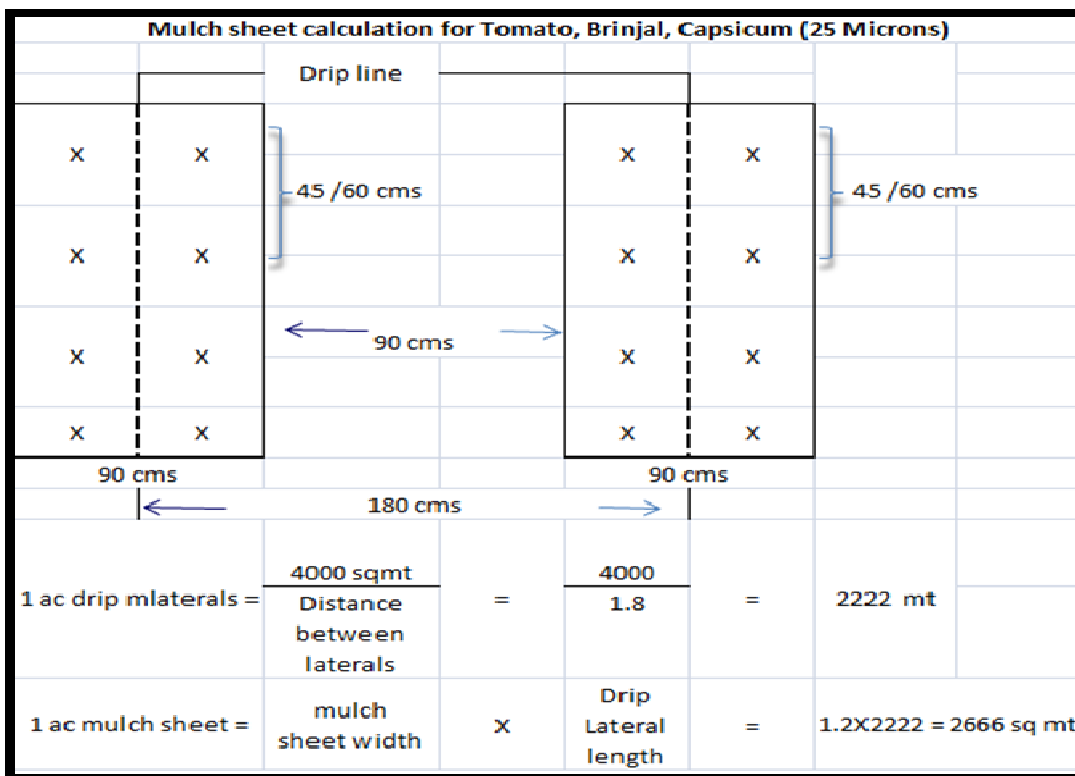 Mulch sheet calculation for Tomato, Brinjal, Capsicum (25 Microns)
Drip line
X X X X
45 /60 cms 45 /60 cms
X X X X
90 cms
X X X X
X X X X
90 cms 90 cms
180 cms
1 ac drip mlaterals = 4000 sqmt
Distance
between
laterals
= 4000
1.8
= 2222 mt
1 ac mulch sheet = mulch
sheet width
X Drip
Lateral
length
= 1.2X2222 = 2666 sq mt